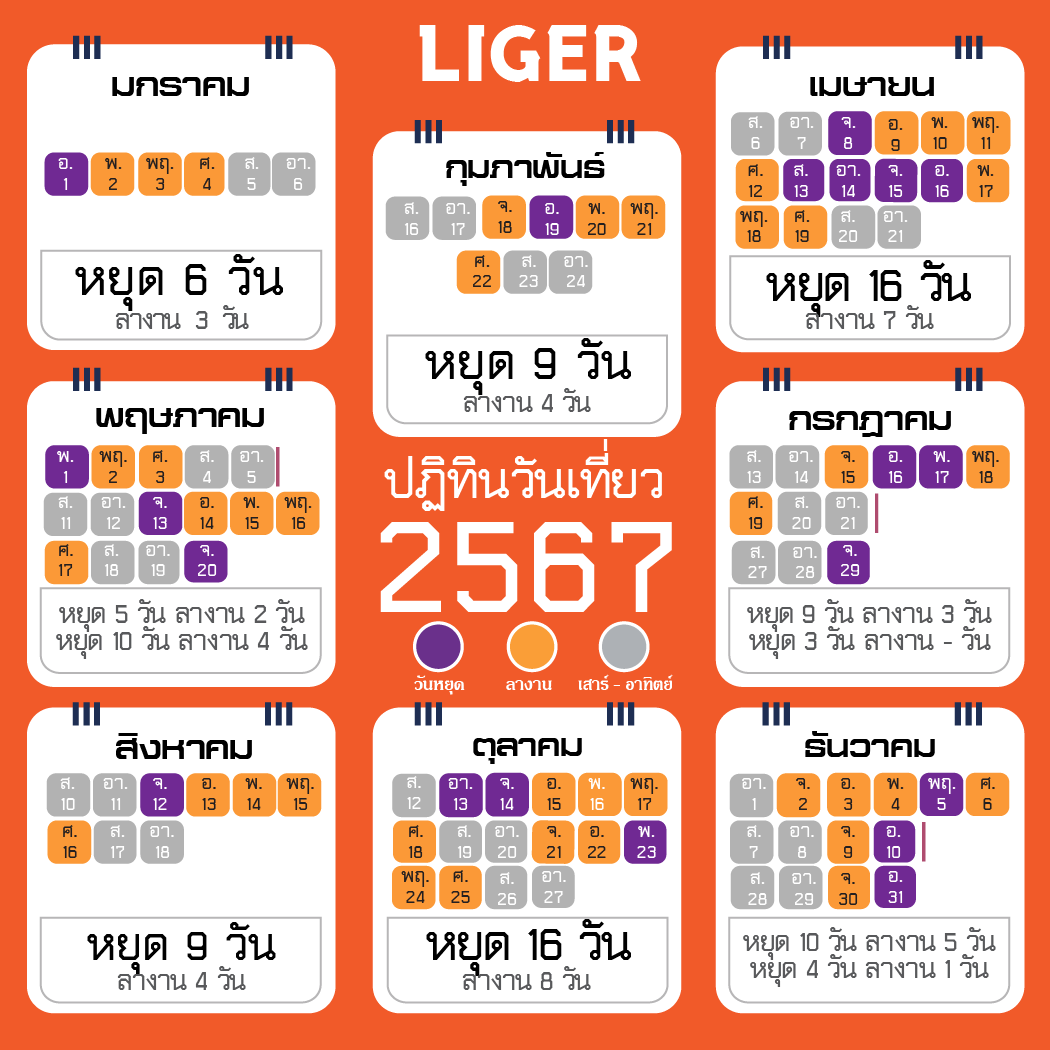 LIGER
มกราคม
อ. พ. พฤ. ศ. ส. อา.
1 2 3 4 5 6
หยุด 6 วัน
ลางาน 3 วัน
กุมภาพันธ์
ส. อา. จ. อ. พ. พฤ.
16 17 18 19 20 21
ศ. ส. อา.
22 23 24
หยุด 9 วัน
ลางาน 4 วัน
เมษายน
ส. อา. จ. อ. พ. พฤ.
6 7 8 9 10 11
ศ. ส. อา. จ. อ. พ.
12 13 14 15 16 17
พฤ. ศ. ส. อา.
18 19 20 21
หยุด 16 วัน
ลางาน 7 วัน
พฤษภาคม
พ. พฤ. ศ. ส. อา.
1 2 3 4 5
ส. อา. จ. อ. พ. พฤ.
11 12 13 14 15 16
ศ. ส. อา. จ.
17 18 19 20
หยุด 5 วัน ลางาน 2 วัน
หยุด 10 วัน ลางาน 4 วัน
ปฏิทินวันเที่ยว
2567
วันหยุด ลางาน เสาร์ - อาทิตย์
กรกฎาคม
ส. อา. จ. อ. พ. พฤ.
13 14 15 16 17 18
ศ. ส. อา.
19 20 21
ส. อา. จ.
27 28 29
หยุด 9 วัน ลางาน 3 วัน
หยุด 3 วัน ลางาน - วัน
สิงหาคม
ส. อา. จ. อ. พ. พฤ.
10 11 12 13 14 15
ศ. ส. อา.
16 17 18
หยุด 9 วัน
ลางาน 4 วัน
ตุลาคม
ส. อา. จ. อ. พ. พฤ.
12 13 14 15 16 17
ศ. ส. อา. จ. อ. พ.
18 19 20 21 22 23
พฤ. ศ. ส. อา.
24 25 26 27
หยุด 16 วัน
ลางาน 8 วัน
ธันวาคม
อา. จ. อ. พ. พฤ. ศ.
1 2 3 4 5 6
ส. อา. จ. อ.
7 8 9 10
ส. อา. จ. อ.
28 29 30 31
หยุด 10 วัน ลางาน 5 วัน
หยุด 4 วัน ลางาน 1 วัน